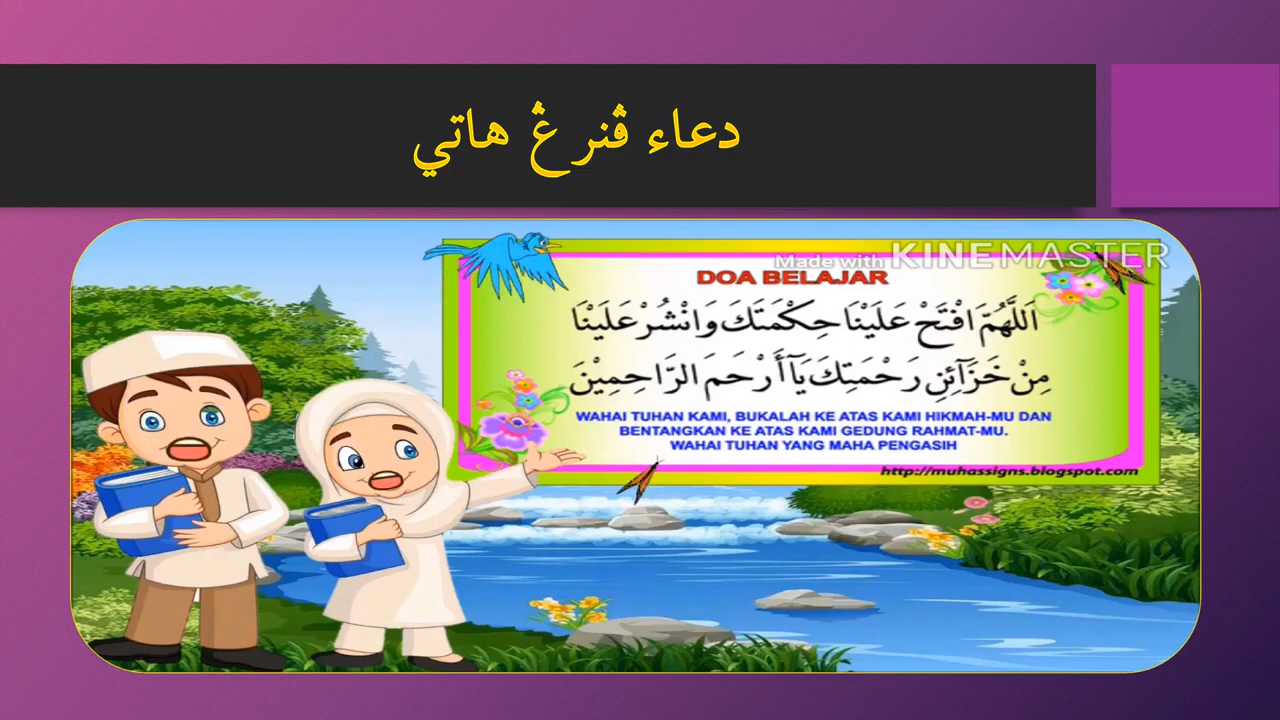 دعاء ڤنرڠ هاتي
Made with KINEMASTER
DOA BELAJAR
اَللَّهُمَّ افْتَحْ عَلَيْنَا حِكْمَتَكَ وَانْشُرْ عَلَيْنَا
مِنْ خَزَآئِنِ رَحْمَتِكَ يَآ أَرْحَمَ الرَّاحِمِيْنَ
WAHAI TUHAN KAMI, BUKALAH KE ATAS KAMI HIKMAH-MU DAN
BENTANGKAN KE ATAS KAMI GEDUNG RAHMAT-MU.
WAHAI TUHAN YANG MAHA PENGASIH
http://muhassigns.blogspot.com